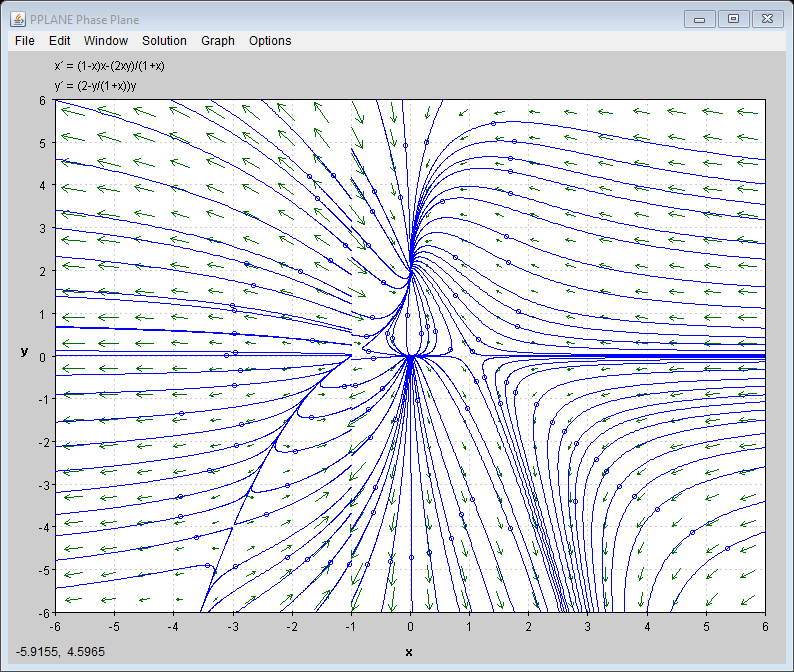 PPLANE Phase Plane
File Edit Window Solution Graph Options
x´ = (1-x)x-(2xy)/(1+x)
y´ = (2-y/(1+x))y
6
5
4
3
2
1
y
0
-1
-2
-3
-4
-5
-6
-6 -5 -4 -3 -2 -1 0 1 2 3 4 5 6
-5.9155, 4.5965
x